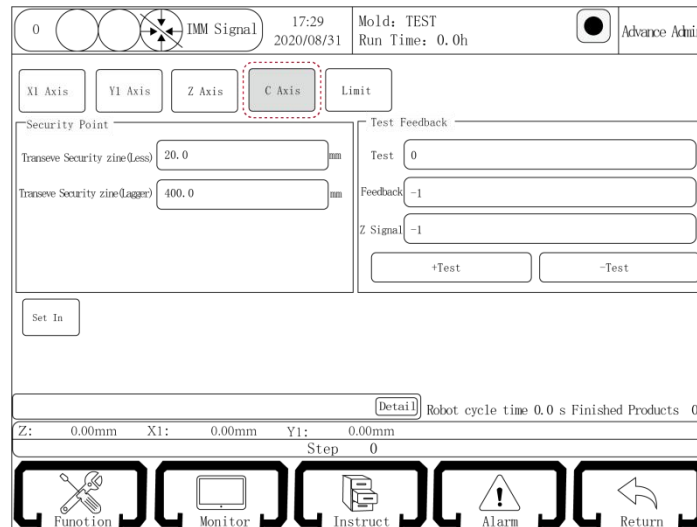 0 IMM Signal 17:29 2020/08/31 Mold: TEST Run Time: 0.0h Advance Admi
X1 Axis Y1 Axis Z Axis C Axis Limit
Security Point
Transeve Security zine(Less) 20.0 mm
Transeve Security zine(Lagger) 400.0 mm
Test Feedback
Test 0
Feedback -1
Z Signal -1
+Test -Test
Set In
Detail Robot cycle time 0.0 s Finished Products 0
Z: 0.00mm X1: 0.00mm Y1: 0.00mm
Step 0
Funotion Monitor Instruct Alarm Return